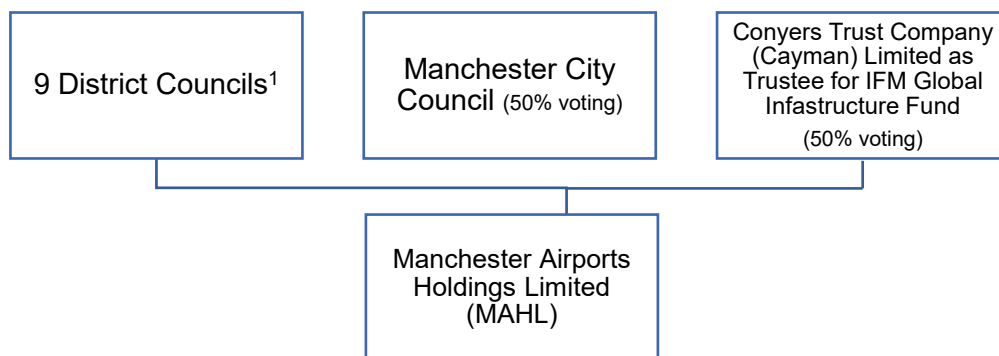 9 District Councils¹
Manchester City
Council (50% voting)
Conyers Trust Company
(Cayman) Limited as
Trustee for IFM Global
Infastructure Fund
(50% voting)
Manchester Airports
Holdings Limited
(MAHL)